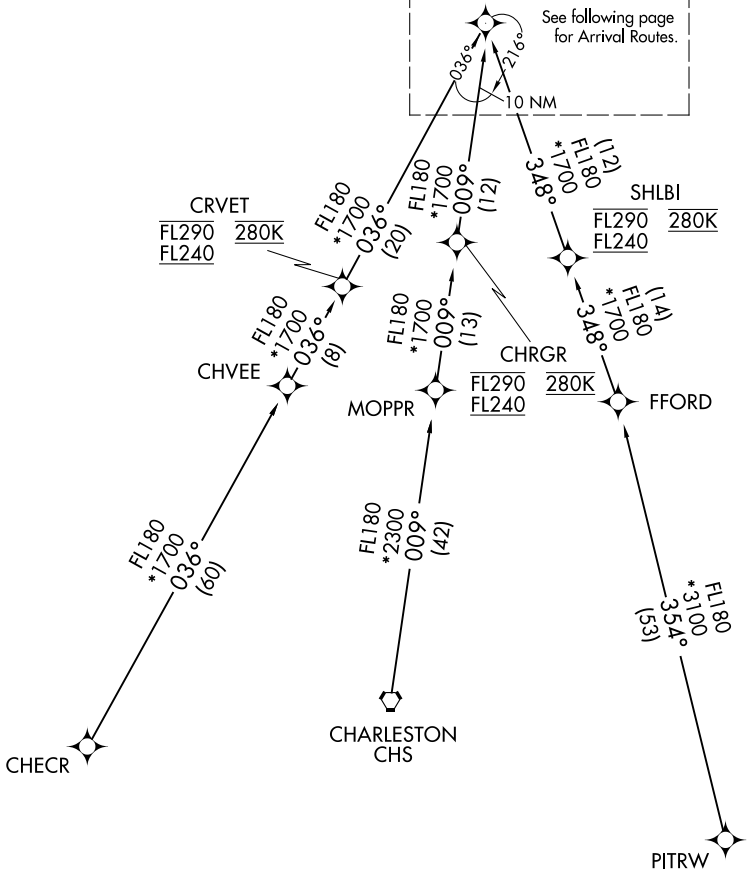 See following page
for Arrival Routes.
036°
216°
10 NM
FL180
*1700
036°
(20)
FL180
*1700
009°
(12)
(12)
FL180
*1700
348°
CRVET
FL290 280K
FL240
SHLBI
FL290 280K
FL240
FL180
*1700
036°
(8)
FL180
*1700
009°
(13)
(14)
FL180
*1700
348°
CHVEE
CHRGR
FL290 280K
FL240
MOPPR
FFORD
FL180
*1700
036°
(60)
FL180
*2300
009°
(42)
FL180
*3100
354°
(53)
CHARLESTON
CHS
CHECR
PITRW